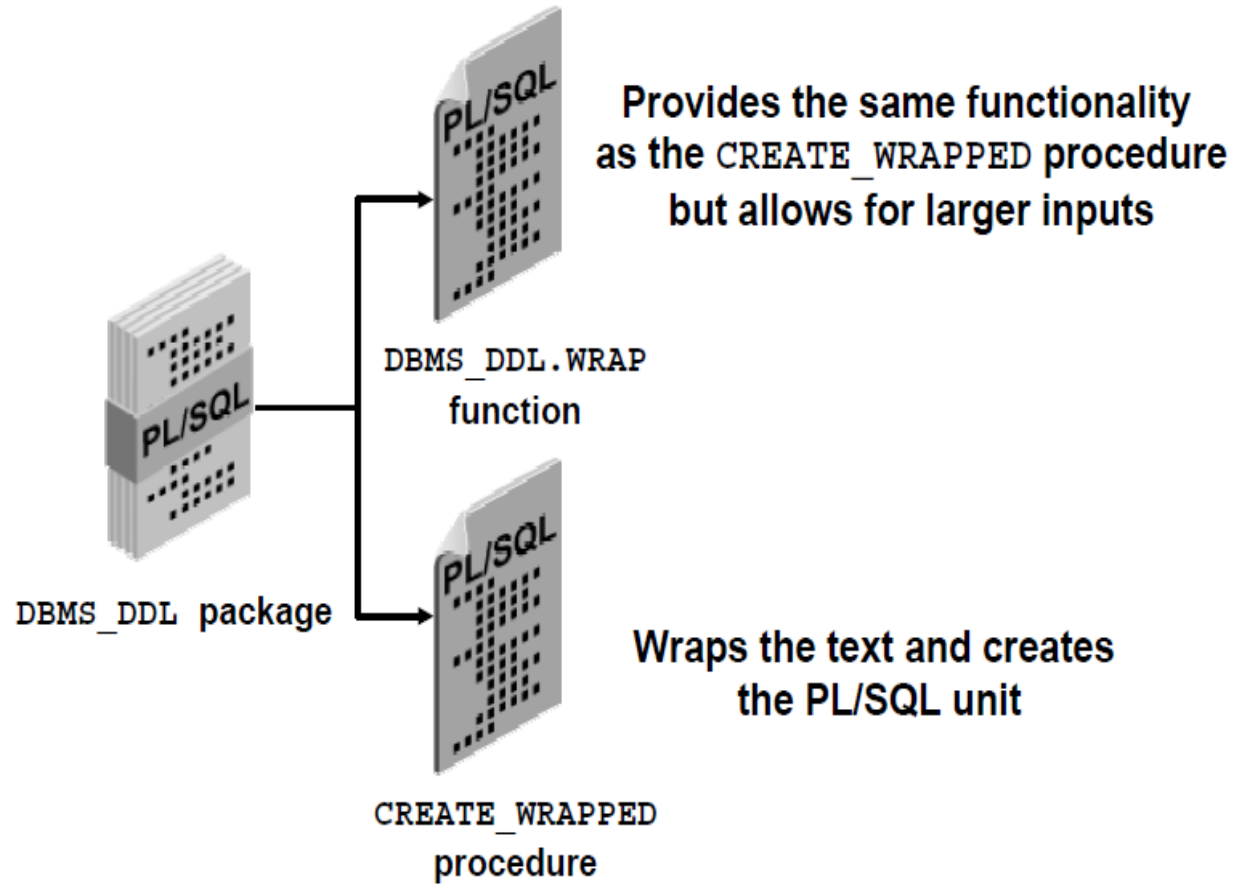 PL/SQL
Provides the same functionality
as the CREATE_WRAPPED procedure
but allows for larger inputs
DBMS_DDL.WRAP
function
PL/SQL
DBMS_DDL package
PL/SQL
Wraps the text and creates
the PL/SQL unit
CREATE_WRAPPED
procedure